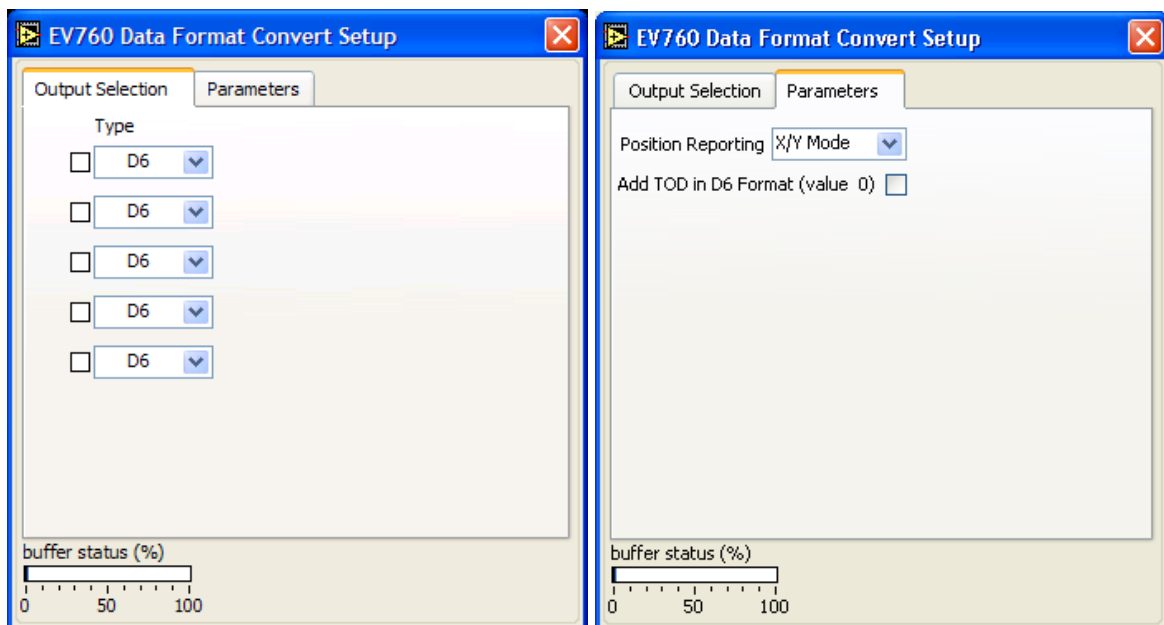 EV760 Data Format Convert Setup
Output Selection Parameters
Type
D6
D6
D6
D6
D6
buffer status (%)
0 50 100
EV760 Data Format Convert Setup
Output Selection Parameters
Position Reporting X/Y Mode
Add TOD in D6 Format (value 0)
buffer status (%)
0 50 100